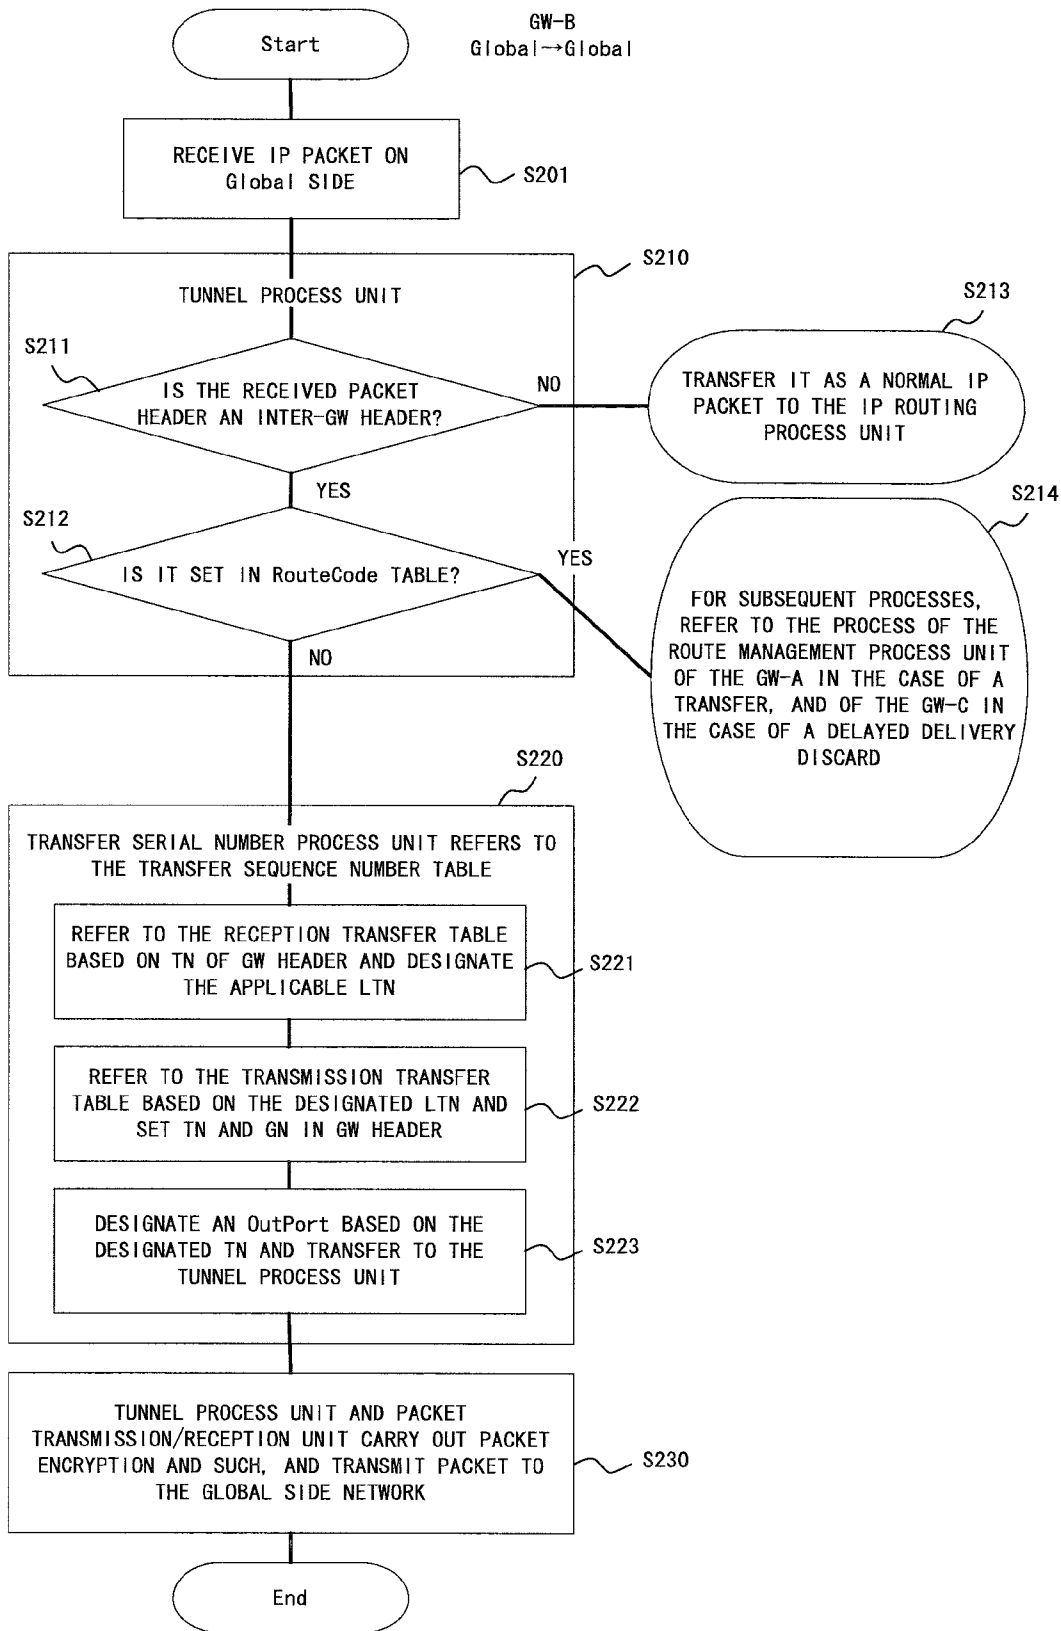 GW-B
Global→Global
Start
RECEIVE IP PACKET ON
Global SIDE
S201
S210
TUNNEL PROCESS UNIT
S211
IS THE RECEIVED PACKET
HEADER AN INTER-GW HEADER?
NO
S213
TRANSFER IT AS A NORMAL IP
PACKET TO THE IP ROUTING
PROCESS UNIT
YES
S212
IS IT SET IN RouteCode TABLE?
YES
S214
FOR SUBSEQUENT PROCESSES,
REFER TO THE PROCESS OF THE
ROUTE MANAGEMENT PROCESS UNIT
OF THE GW-A IN THE CASE OF A
TRANSFER, AND OF THE GW-C IN
THE CASE OF A DELAYED DELIVERY
DISCARD
NO
S220
TRANSFER SERIAL NUMBER PROCESS UNIT REFERS TO
THE TRANSFER SEQUENCE NUMBER TABLE
REFER TO THE RECEPTION TRANSFER TABLE
BASED ON TN OF GW HEADER AND DESIGNATE
THE APPLICABLE LTN
S221
REFER TO THE TRANSMISSION TRANSFER
TABLE BASED ON THE DESIGNATED LTN AND
SET TN AND GN IN GW HEADER
S222
DESIGNATE AN OutPort BASED ON THE
DESIGNATED TN AND TRANSFER TO THE
TUNNEL PROCESS UNIT
S223
TUNNEL PROCESS UNIT AND PACKET
TRANSMISSION/RECEPTION UNIT CARRY OUT PACKET
ENCRYPTION AND SUCH, AND TRANSMIT PACKET TO
THE GLOBAL SIDE NETWORK
S230
End